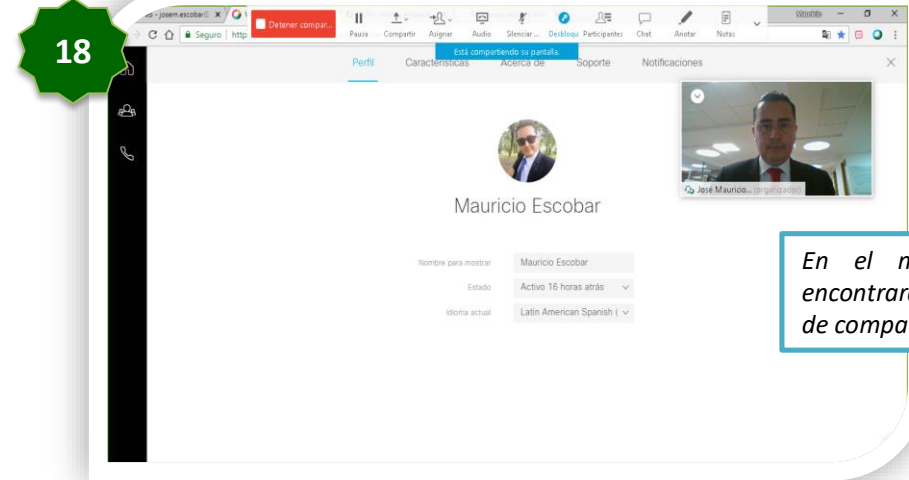 18
Detener compar...
Pausa Compartir Asignar Audio Silenciar ... Desbloqu Participantes Chat Anotar Notas
Seguro | http
Está compartiendo su pantalla.
Perfil Características Acerca de Soporte Notificaciones
José Mauricio... (organizador)
Mauricio Escobar
Nombre para mostrar Mauricio Escobar
Estado Activo 16 horas atrás
Idioma actual Latin American Spanish (
En el m
encontrar
de compa